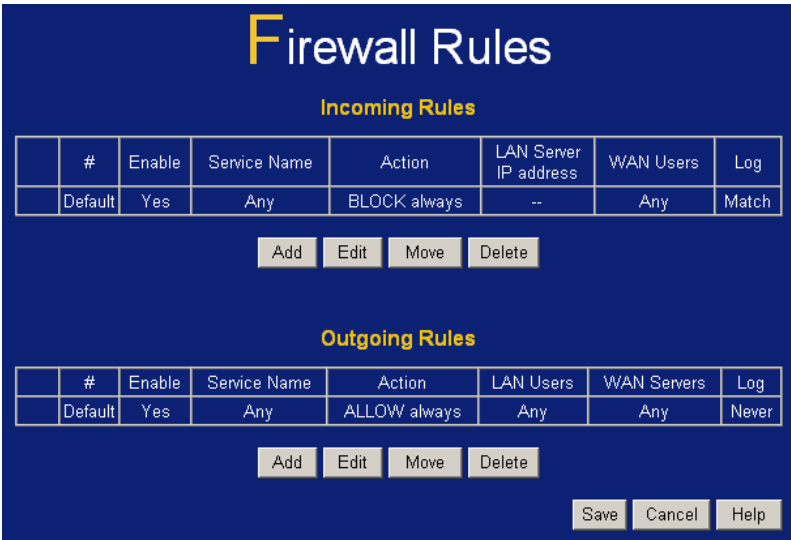 Firewall Rules
Incoming Rules
# Enable Service Name Action LAN Server IP address WAN Users Log
Default Yes Any BLOCK always -- Any Match
Add Edit Move Delete
Outgoing Rules
# Enable Service Name Action LAN Users WAN Servers Log
Default Yes Any ALLOW always Any Any Never
Add Edit Move Delete
Save Cancel Help